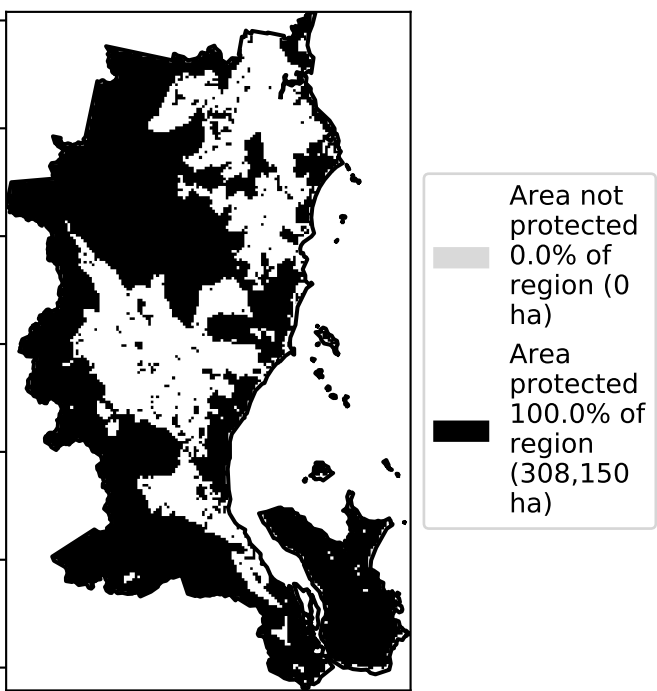 Area not
protected
0.0% of
region (0
ha)
Area
protected
100.0% of
region
(308,150
ha)